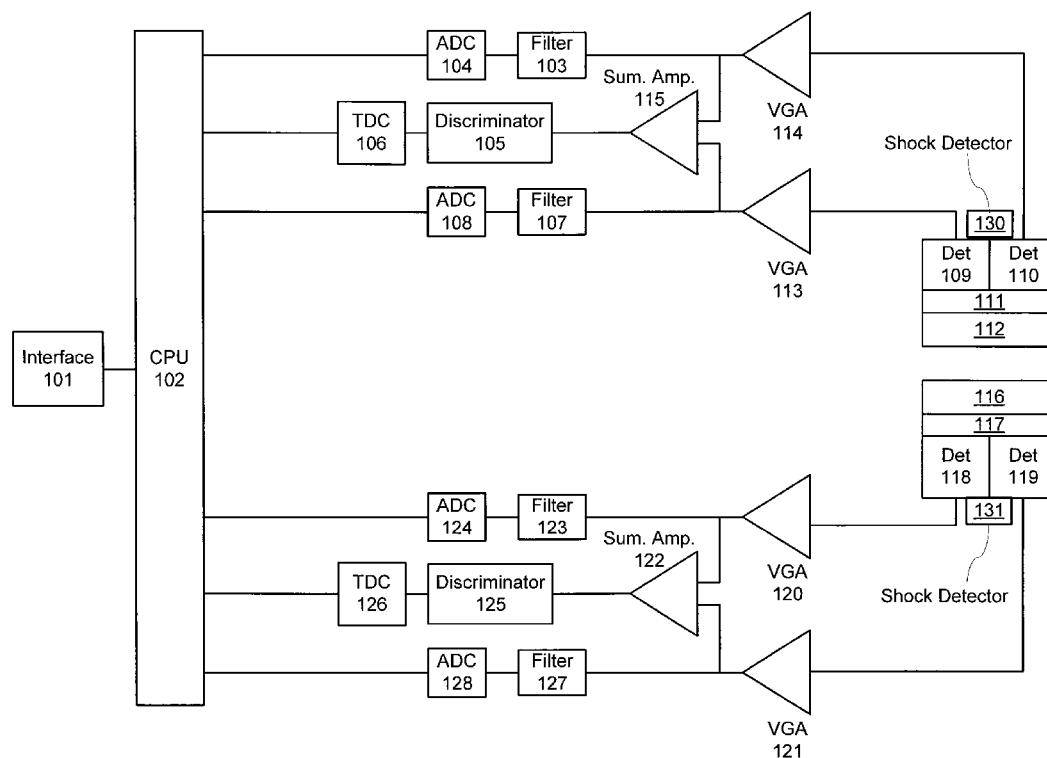 ADC
104
Filter
103
Sum. Amp.
115
VGA
114
TDC
106
Discriminator
105
Shock Detector
ADC
108
Filter
107
VGA
113
130
Det
109
Det
110
111
112
Interface
101
CPU
102
116
117
Det
118
Det
119
131
ADC
124
Filter
123
Sum. Amp.
122
VGA
120
Shock Detector
TDC
126
Discriminator
125
ADC
128
Filter
127
VGA
121